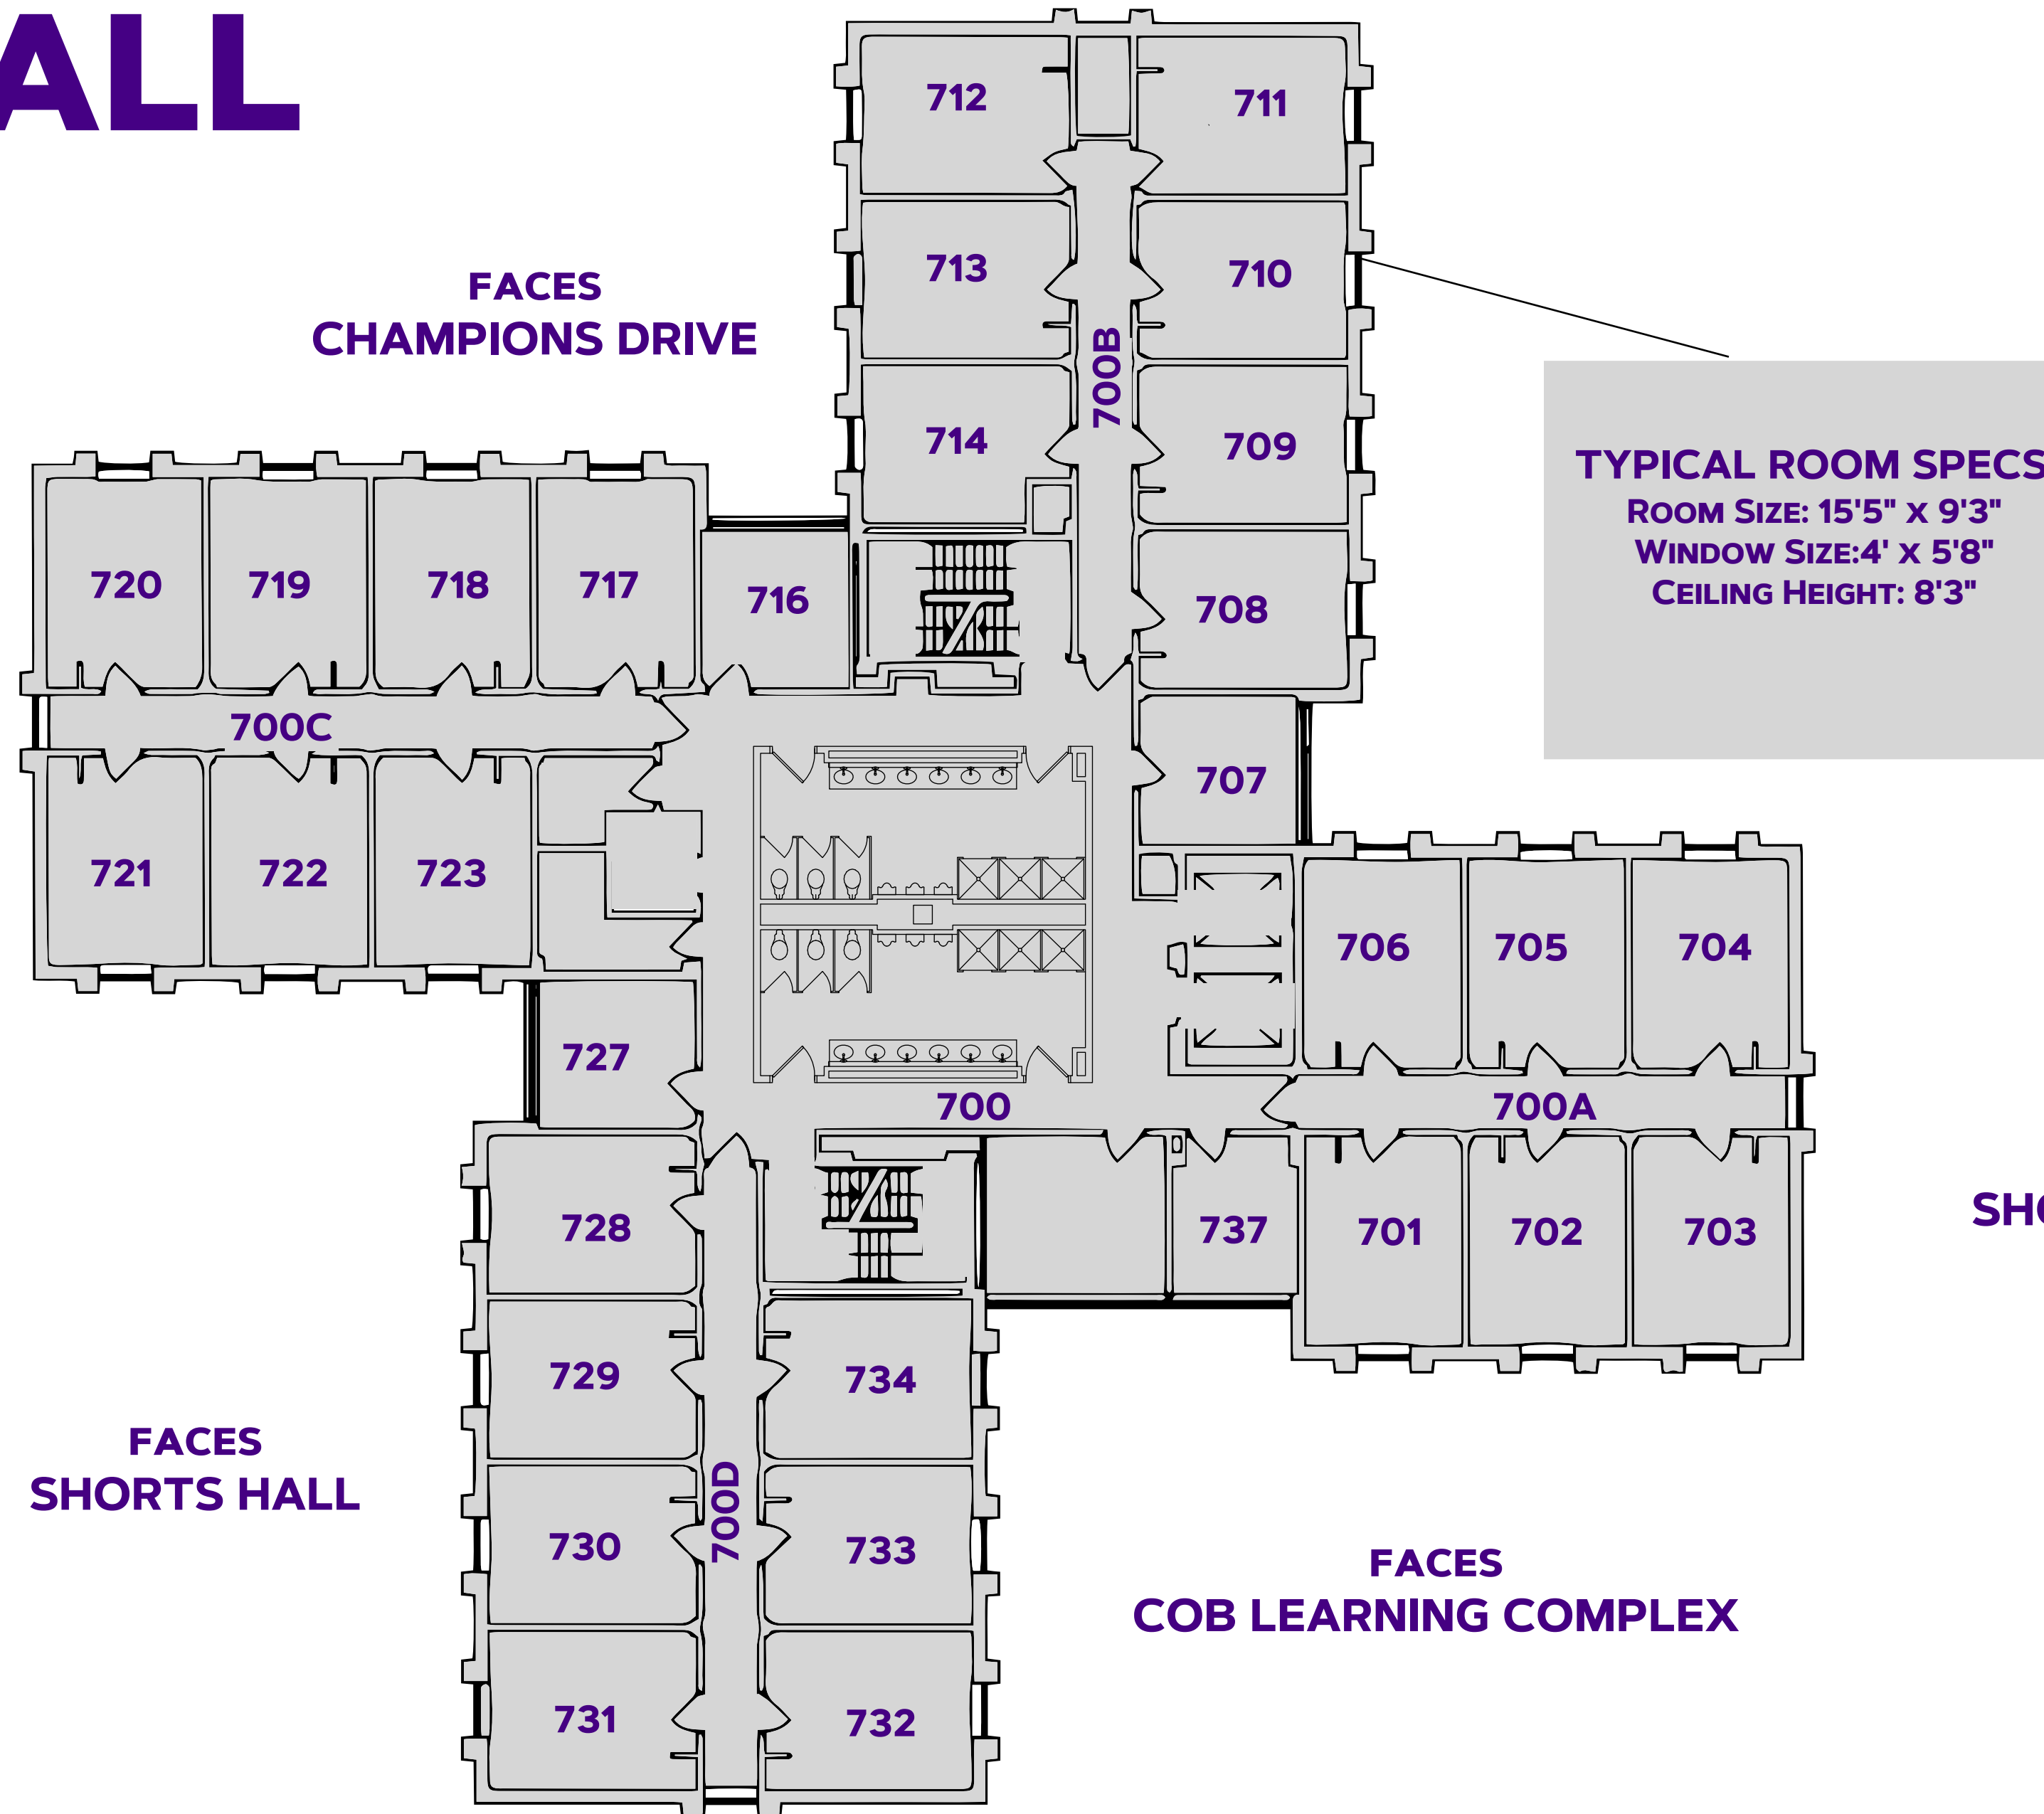 ALL
712
711
713
710
FACES
CHAMPIONS DRIVE
700B
714
709
TYPICAL ROOM SPECS
ROOM SIZE: 15'5" X 9'3"
WINDOW SIZE:4' X 5'8"
CEILING HEIGHT: 8'3"
720
719
718
717
716
708
700C
707
721
722
723
706
705
704
727
700
700A
728
737
701
702
703
SHO
729
734
FACES
SHORTS HALL
700D
730
733
FACES
COB LEARNING COMPLEX
731
732